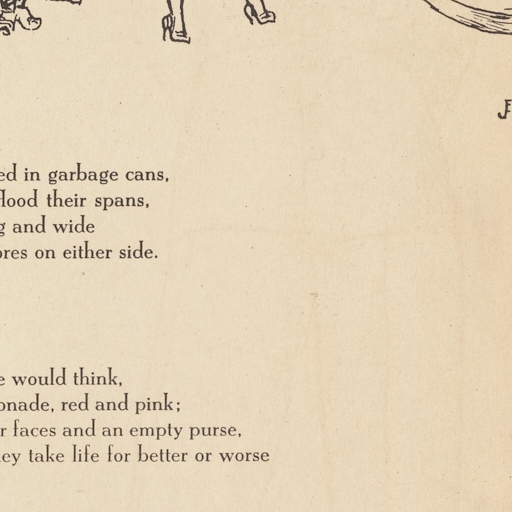 ed in garbage cans,
lood their spans,
g and wide
ores on either side.
e would think,
onade, red and pink;
r faces and an empty purse,
ey take life for better or worse